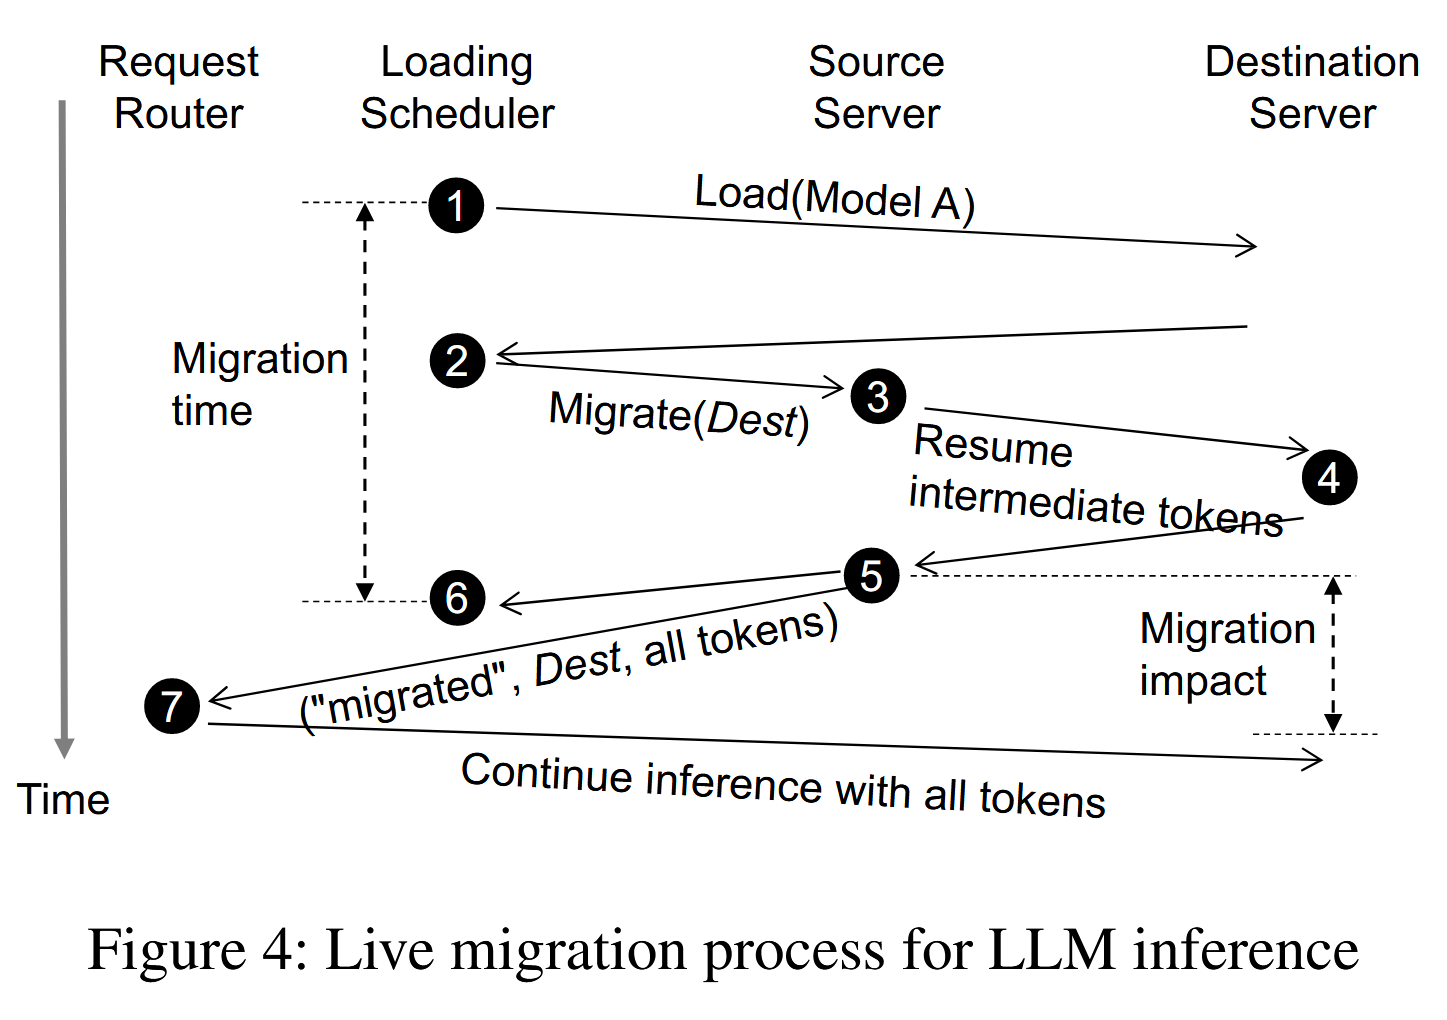 Request
Router
Loading
Scheduler
Source
Server
Destination
Server
1
Load(Model A)
Migration
time
2
Migrate(Dest)
3
Resume
intermediate tokens
4
5
6
("migrated", Dest, all tokens)
Migration
impact
7
Continue inference with all tokens
Time
Figure 4: Live migration process for LLM inference